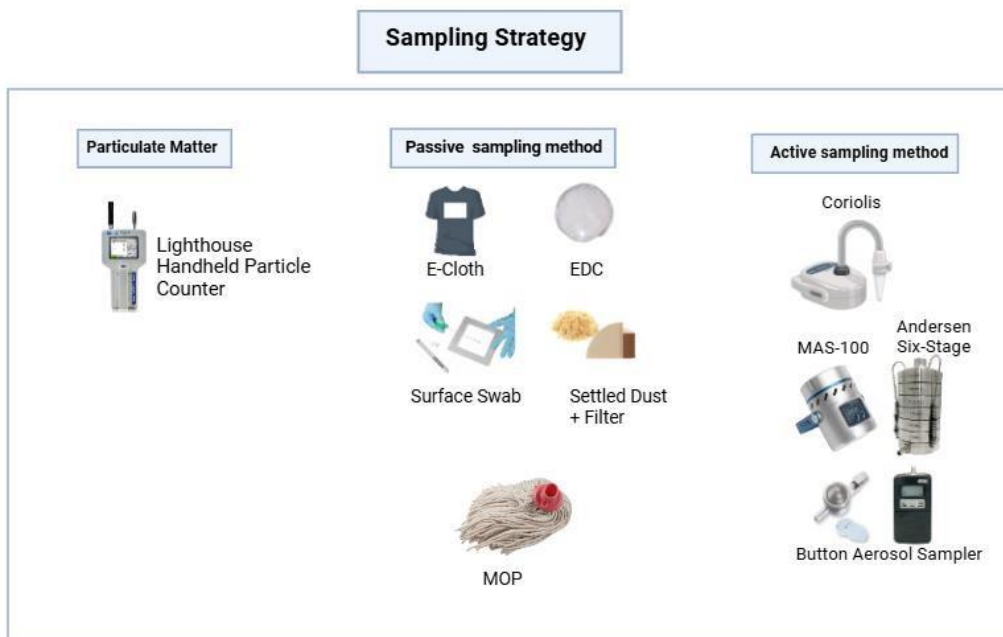 Sampling Strategy
Particulate Matter
Lighthouse
Handheld Particle
Counter
Passive sampling method
E-Cloth
EDC
Surface Swab
Settled Dust
+ Filter
MOP
Active sampling method
Coriolis
MAS-100
Andersen
Six-Stage
Button Aerosol Sampler